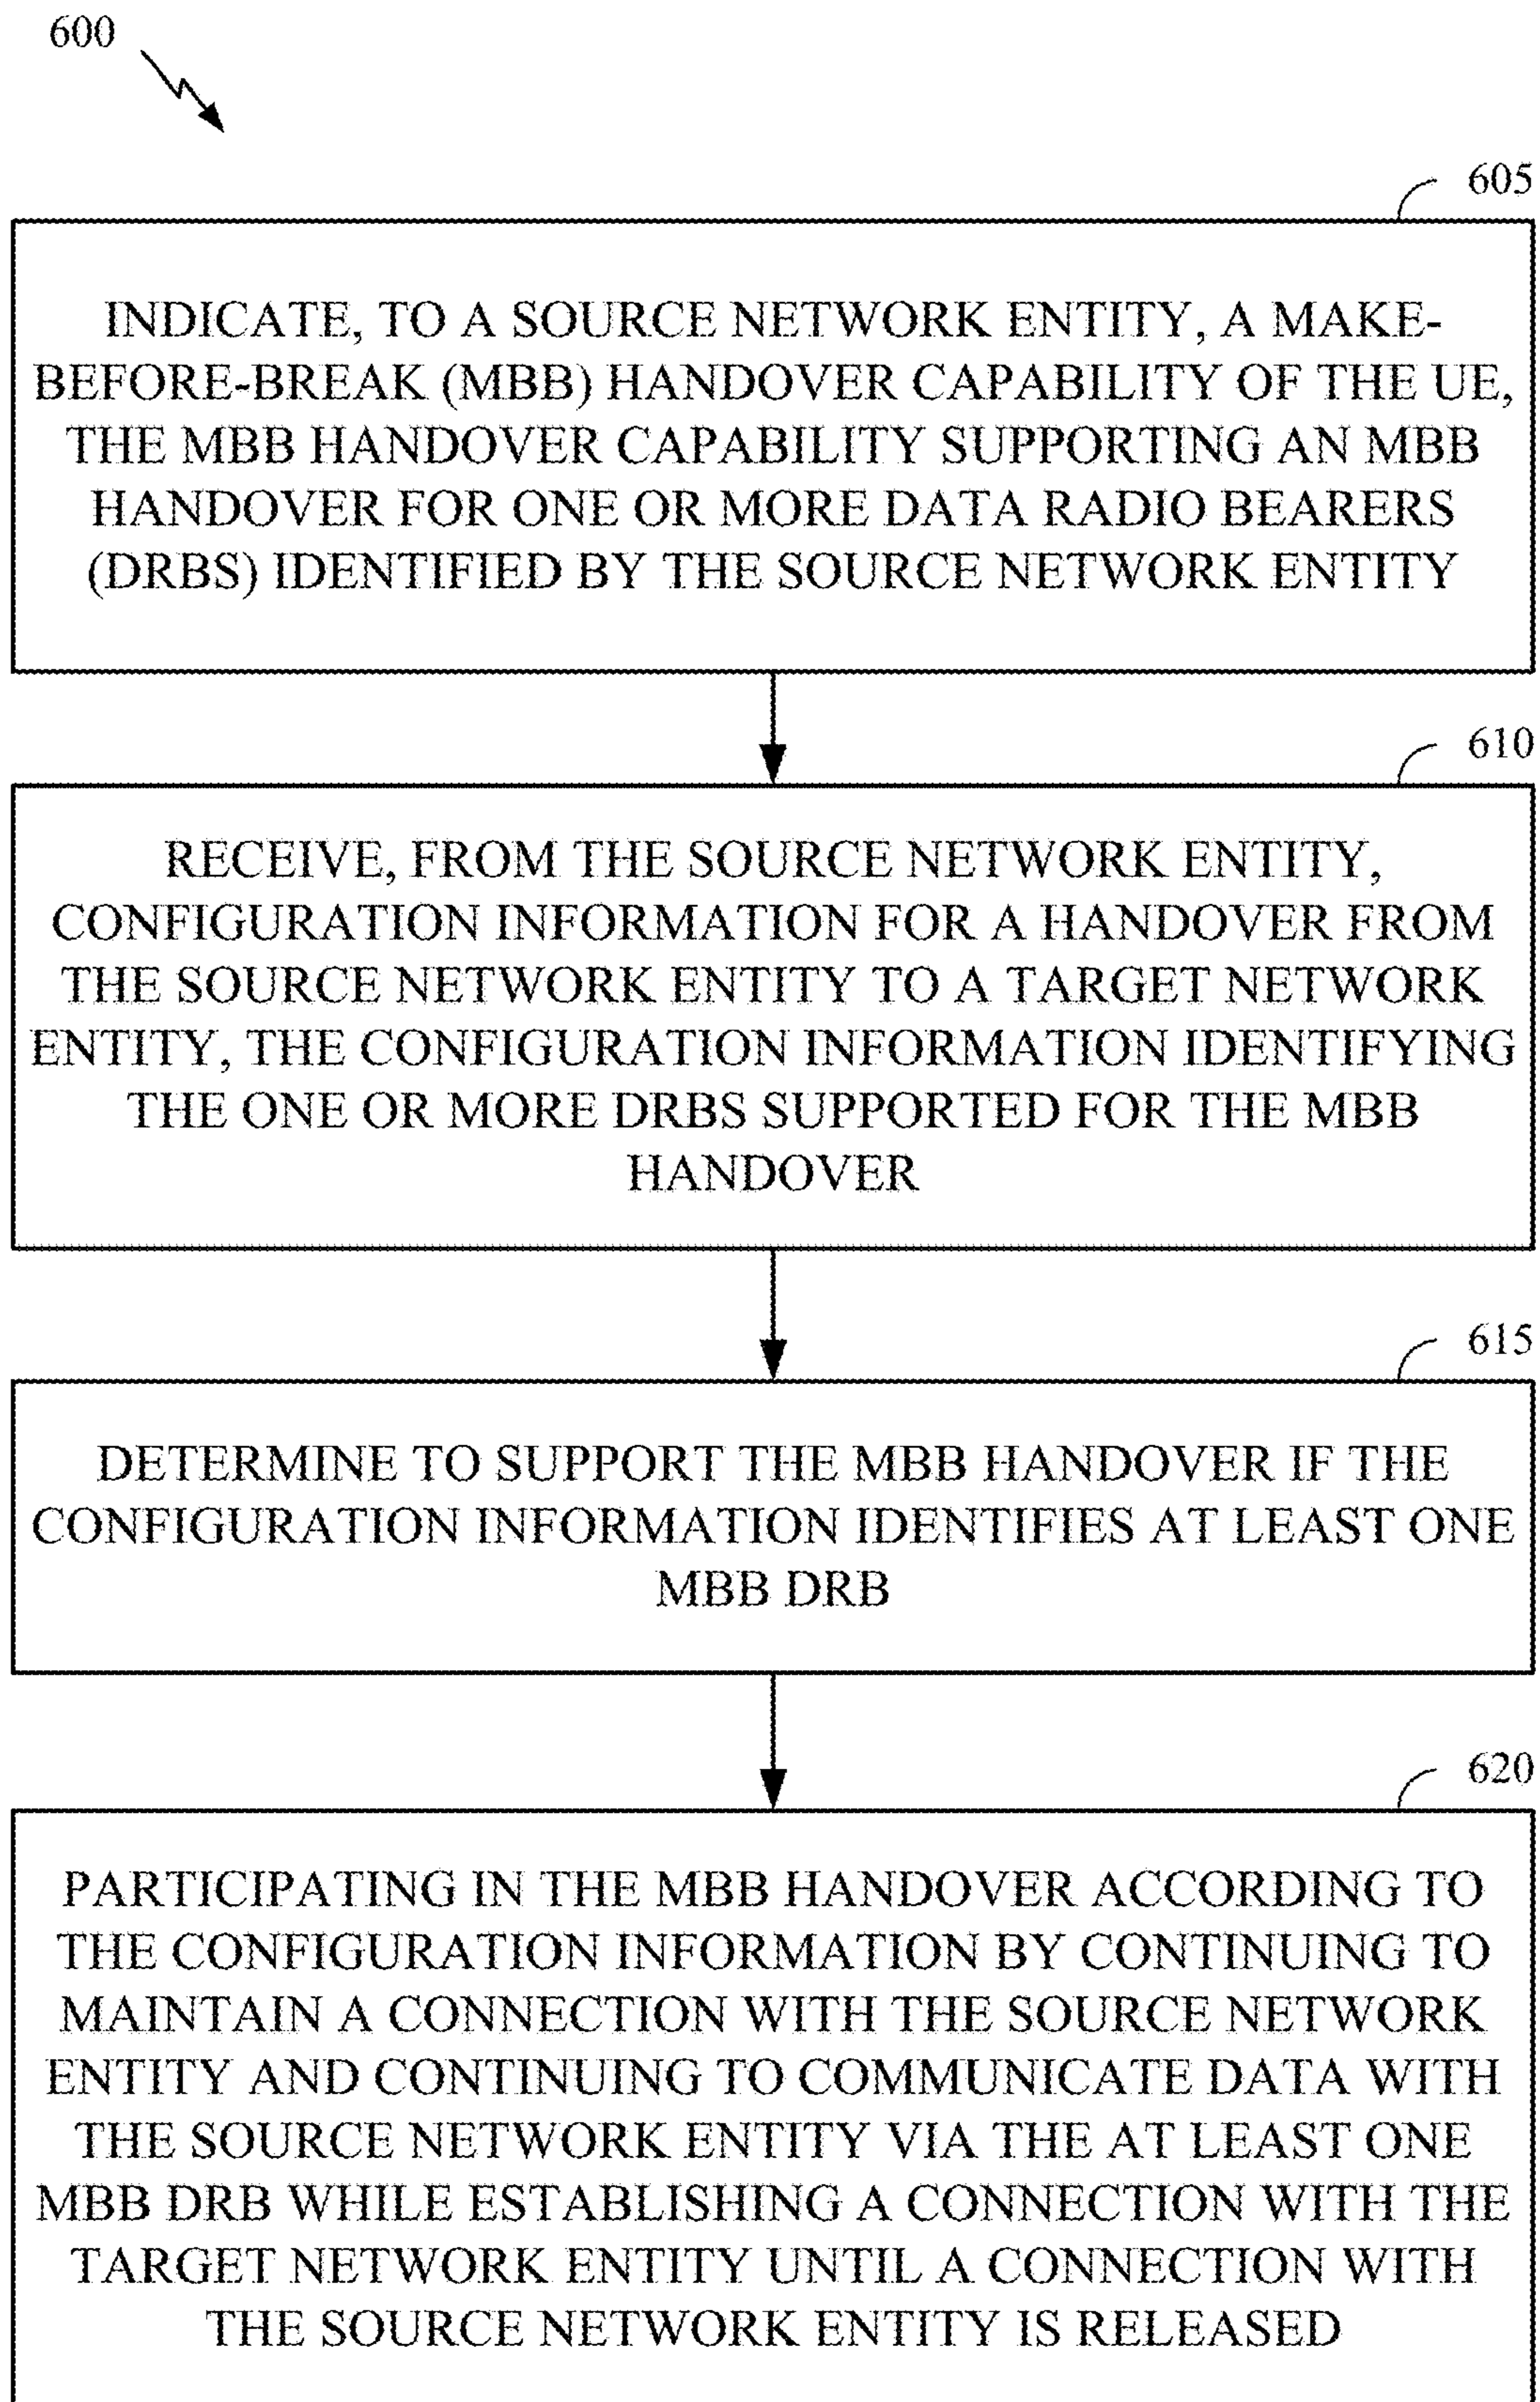 600
605
INDICATE, TO A SOURCE NETWORK ENTITY, A MAKE-
BEFORE-BREAK (MBB) HANDOVER CAPABILITY OF THE UE,
THE MBB HANDOVER CAPABILITY SUPPORTING AN MBB
HANDOVER FOR ONE OR MORE DATA RADIO BEARERS
(DRBS) IDENTIFIED BY THE SOURCE NETWORK ENTITY
610
RECEIVE, FROM THE SOURCE NETWORK ENTITY,
CONFIGURATION INFORMATION FOR A HANDOVER FROM
THE SOURCE NETWORK ENTITY TO A TARGET NETWORK
ENTITY, THE CONFIGURATION INFORMATION IDENTIFYING
THE ONE OR MORE DRBS SUPPORTED FOR THE MBB
HANDOVER
615
DETERMINE TO SUPPORT THE MBB HANDOVER IF THE
CONFIGURATION INFORMATION IDENTIFIES AT LEAST ONE
MBB DRB
620
PARTICIPATING IN THE MBB HANDOVER ACCORDING TO
THE CONFIGURATION INFORMATION BY CONTINUING TO
MAINTAIN A CONNECTION WITH THE SOURCE NETWORK
ENTITY AND CONTINUING TO COMMUNICATE DATA WITH
THE SOURCE NETWORK ENTITY VIA THE AT LEAST ONE
MBB DRB WHILE ESTABLISHING A CONNECTION WITH THE
TARGET NETWORK ENTITY UNTIL A CONNECTION WITH
THE SOURCE NETWORK ENTITY IS RELEASED